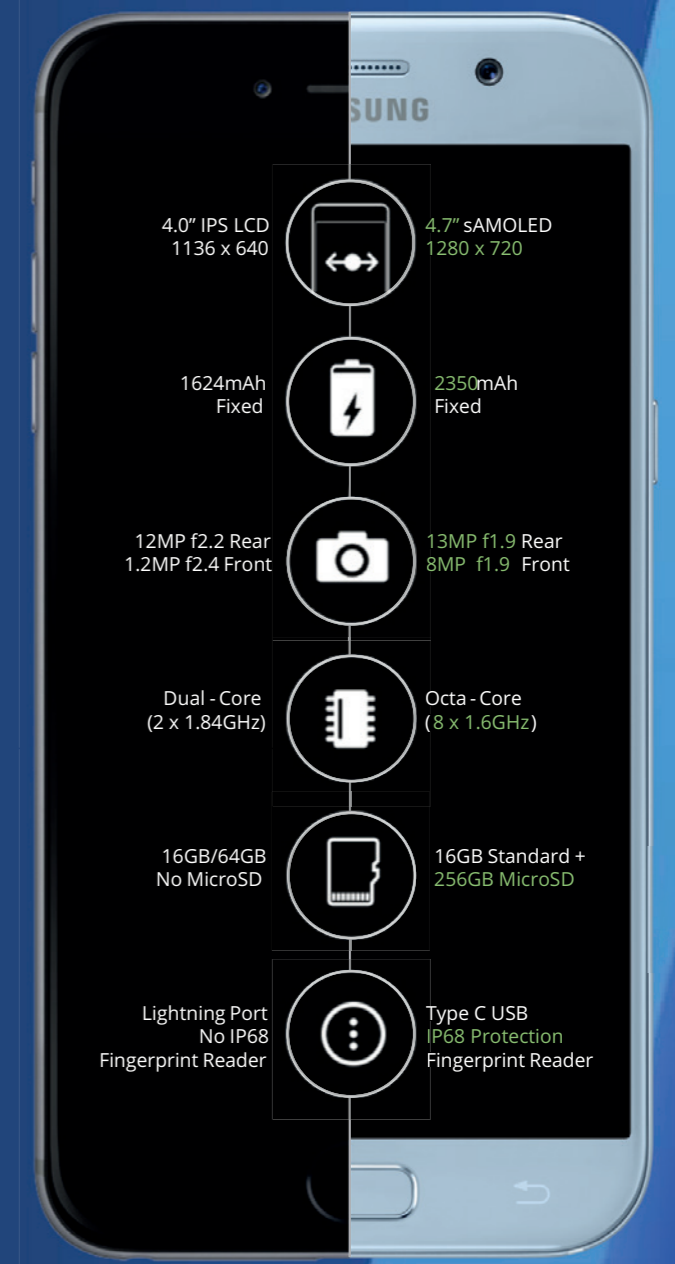 SUNG
4.0” IPS LCD
1136 x 640
4.7” sAMOLED
1280 x 720
1624mAh
Fixed
2350mAh
Fixed
12MP f2.2 Rear
1.2MP f2.4 Front
13MP f1.9 Rear
8MP f1.9 Front
Dual - Core
(2 x 1.84GHz)
Octa - Core
(8 x 1.6GHz)
16GB/64GB
No MicroSD
16GB Standard +
256GB MicroSD
Lightning Port
No IP68
Fingerprint Reader
Type C USB
IP68 Protection
Fingerprint Reader